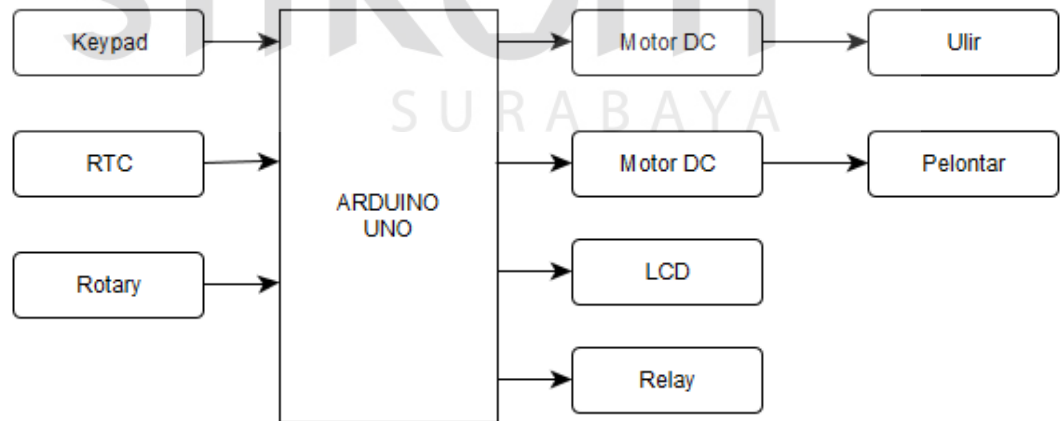 SURABAYA
Keypad
Motor DC
Ulir
RTC
Motor DC
Pelontar
ARDUINO
UNO
Rotary
LCD
Relay